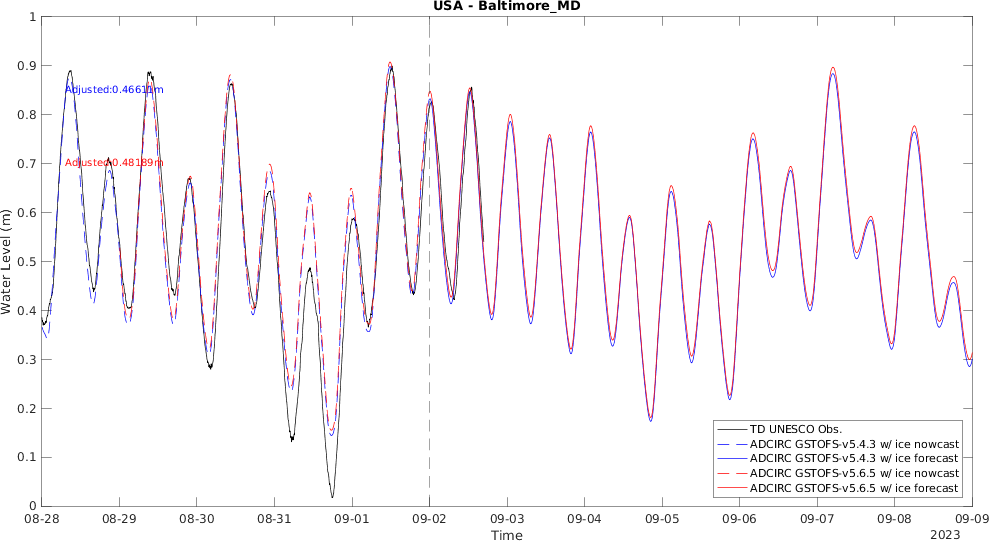 USA - Baltimore_MD
1
0.9
Adjusted:0.46611m
0.8
0.7
Adjusted:0.48189m
0.6
0.5
Water Level (m)
0.4
0.3
0.2
0.1
0
TD UNESCO Obs.
ADCIRC GSTOFS-v5.4.3 w/ ice nowcast
ADCIRC GSTOFS-v5.4.3 w/ ice forecast
ADCIRC GSTOFS-v5.6.5 w/ ice nowcast
ADCIRC GSTOFS-v5.6.5 w/ ice forecast
08-28 08-29 08-30 08-31 09-01 09-02 09-03 09-04 09-05 09-06 09-07 09-08 09-09
Time
2023